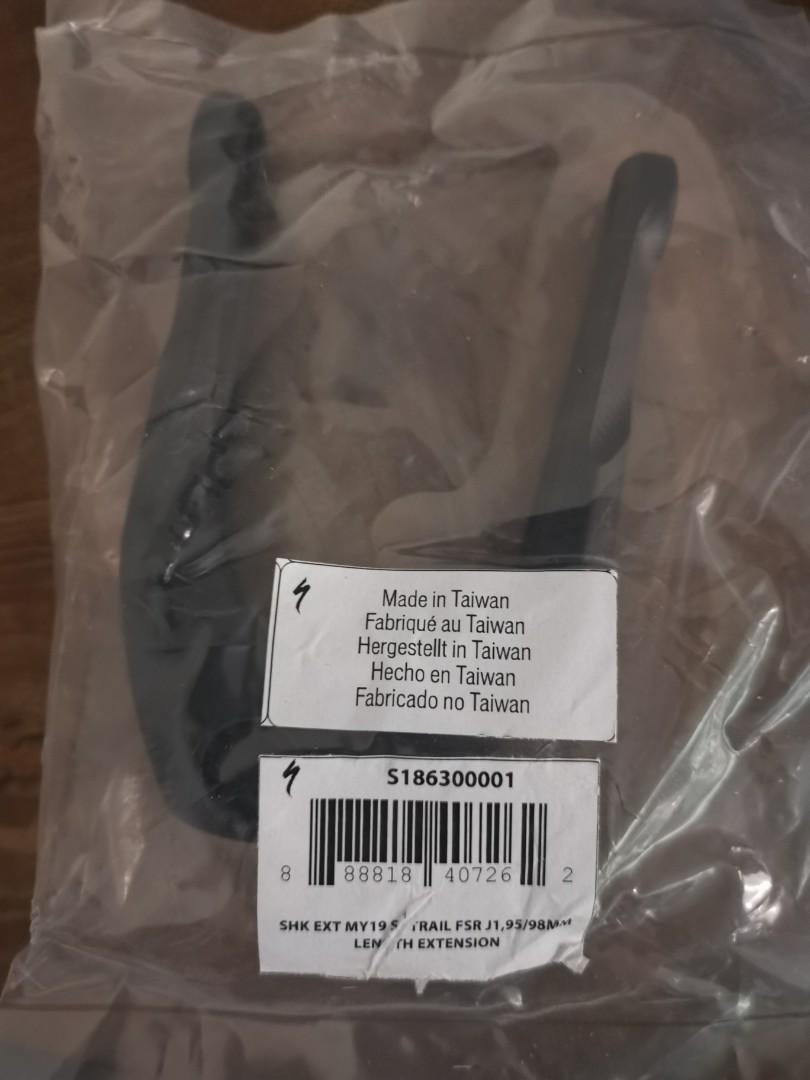 Made in Taiwan
Fabriqué au Taiwan
Hergestellt in Taiwan
Hecho en Taiwan
Fabricado no Taiwan
S186300001
8 88818 40726 2
SHK EXT MY19 TRAIL FSR J1,95/98MM
EXTENSION